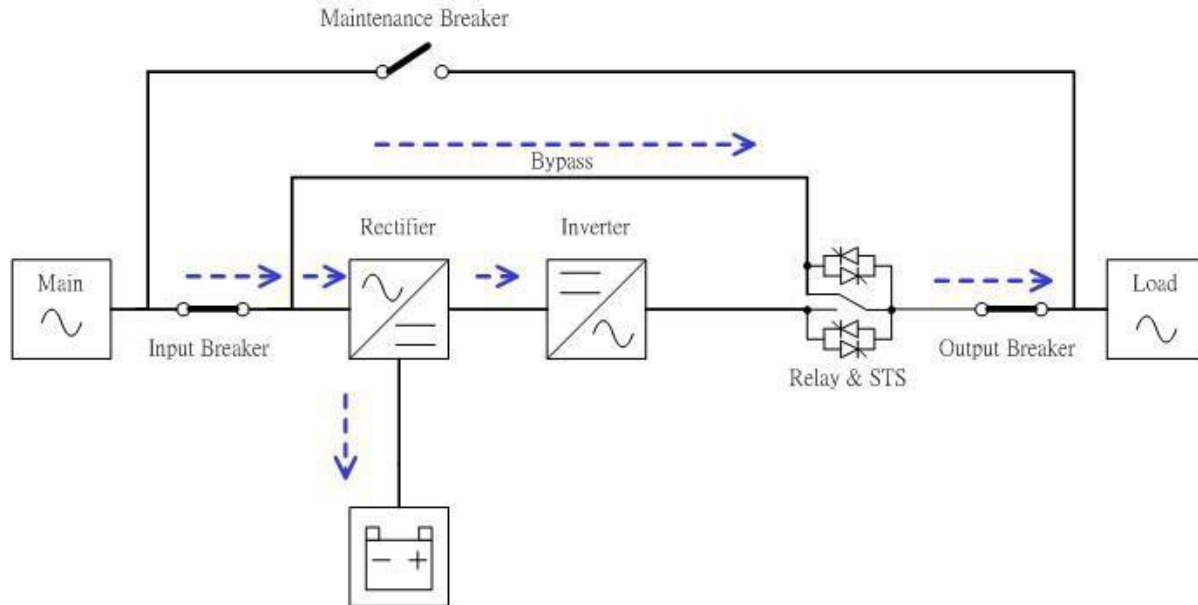 Maintenance Breaker
Bypass
Rectifier
Inverter
Main
Load
Input Breaker
Output Breaker
Relay & STS